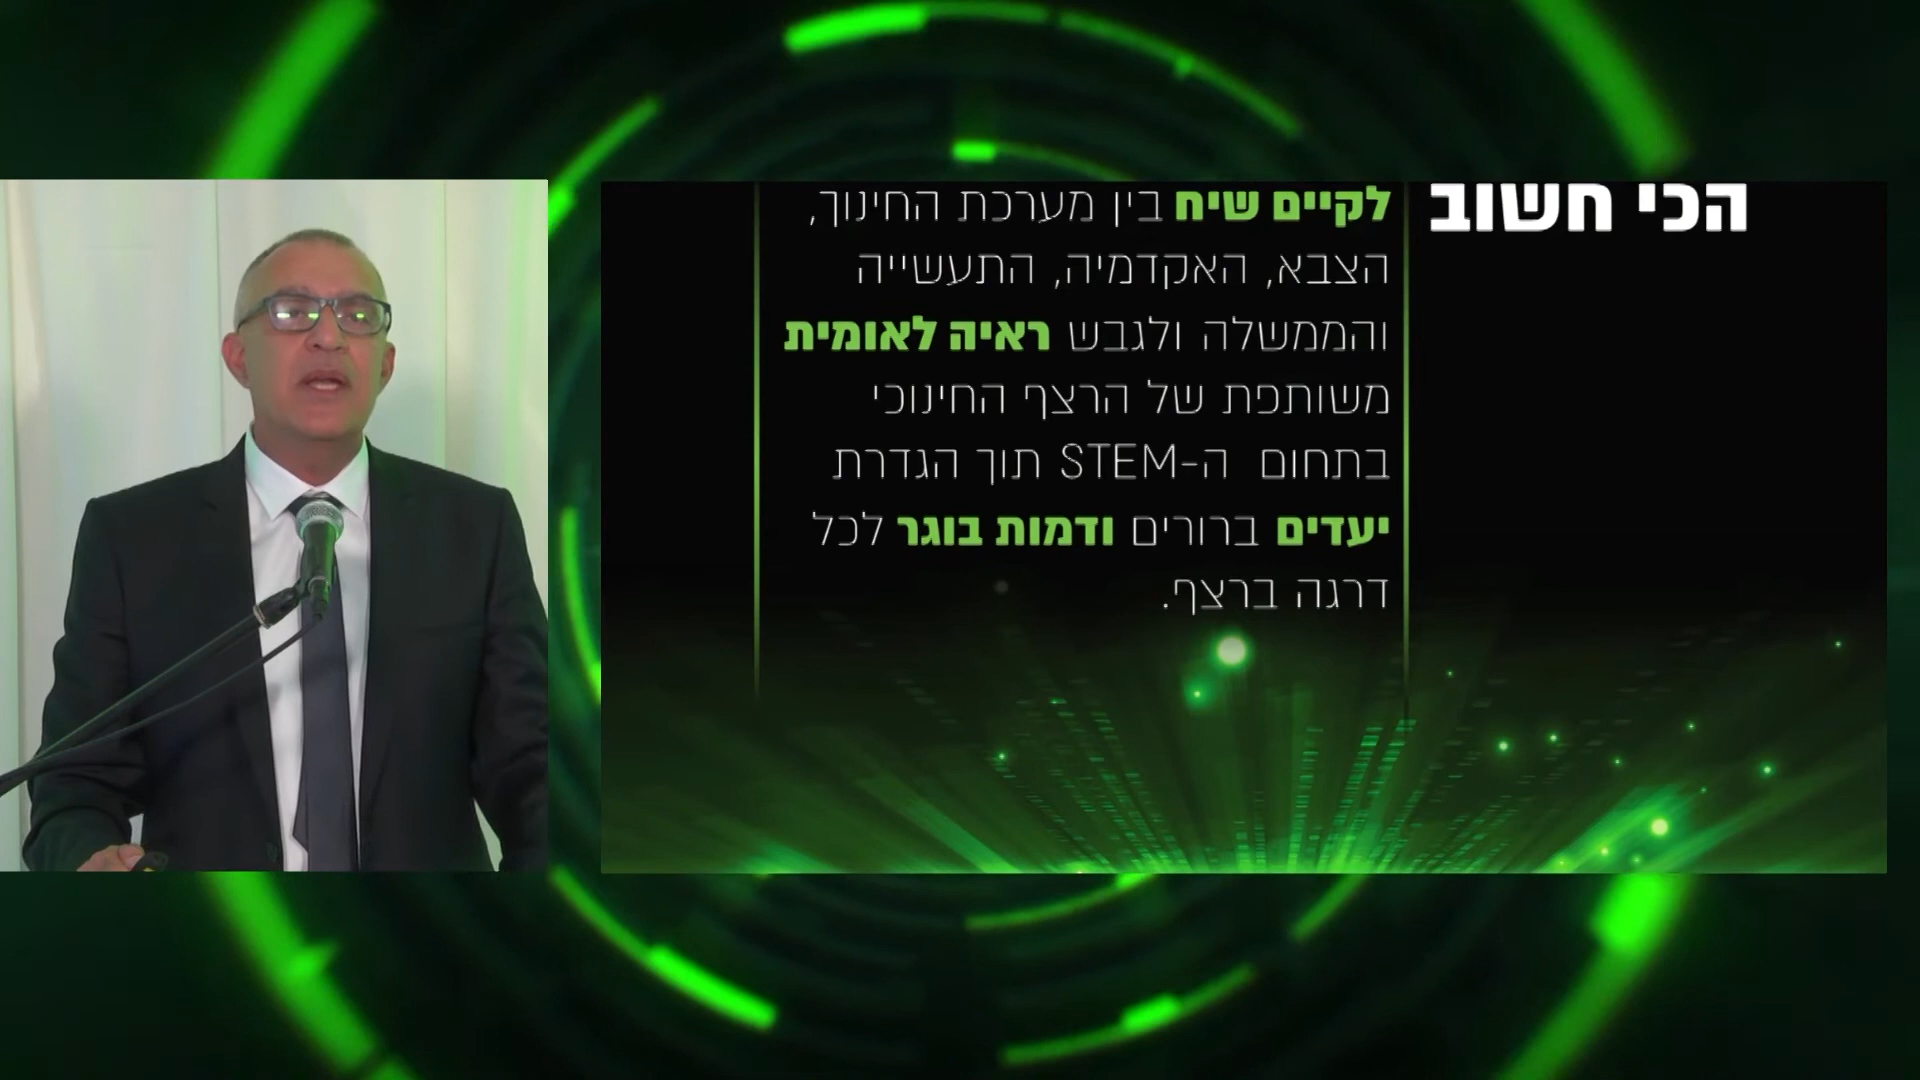 הכי חשוב
לקיים שיח בין מערכת החינוך,
הצבא, האקדמיה, התעשייה
והממשלה ולגבש ראיה לאומית
משותפת של הרצף החינוכי
בתחום  ה-STEM תוך הגדרת
יעדים ברורים ודמות בוגר לכל
דרגה ברצף.